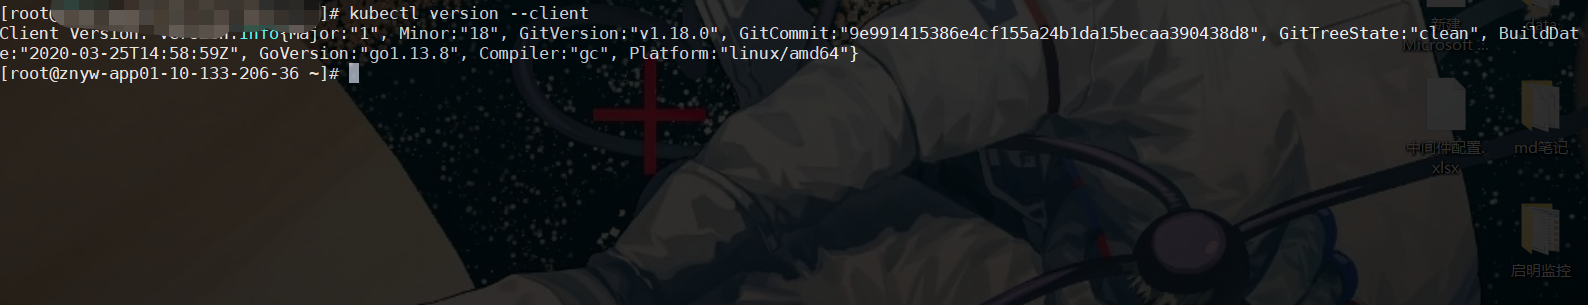 [root@ ]# kubectl version --client
Client Version: version.Info{Major:"1", Minor:"18", GitVersion:"v1.18.0", GitCommit:"9e991415386e4cf155a24b1da15becaa390438d8", GitTreeState:"clean", BuildDat
e:"2020-03-25T14:58:59Z", GoVersion:"go1.13.8", Compiler:"gc", Platform:"linux/amd64"}
[root@znyw-app01-10-133-206-36 ~]#
新建 data
Microsoft ...
中间件配置. md笔记
xlsx
启明监控